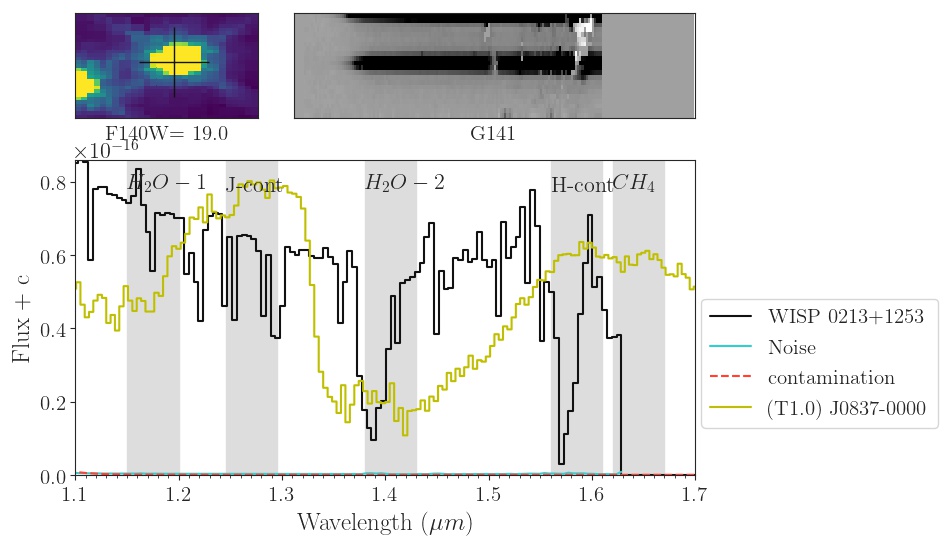 F140W= 19.0
G141
×10−16
H2O − 1
J-cont
H2O − 2
H-cont
CH4
Flux + c
0.8
0.6
0.4
0.2
0.0
1.1 1.2 1.3 1.4 1.5 1.6 1.7
Wavelength (μm)
WISP 0213+1253
Noise
contamination
(T1.0) J0837-0000